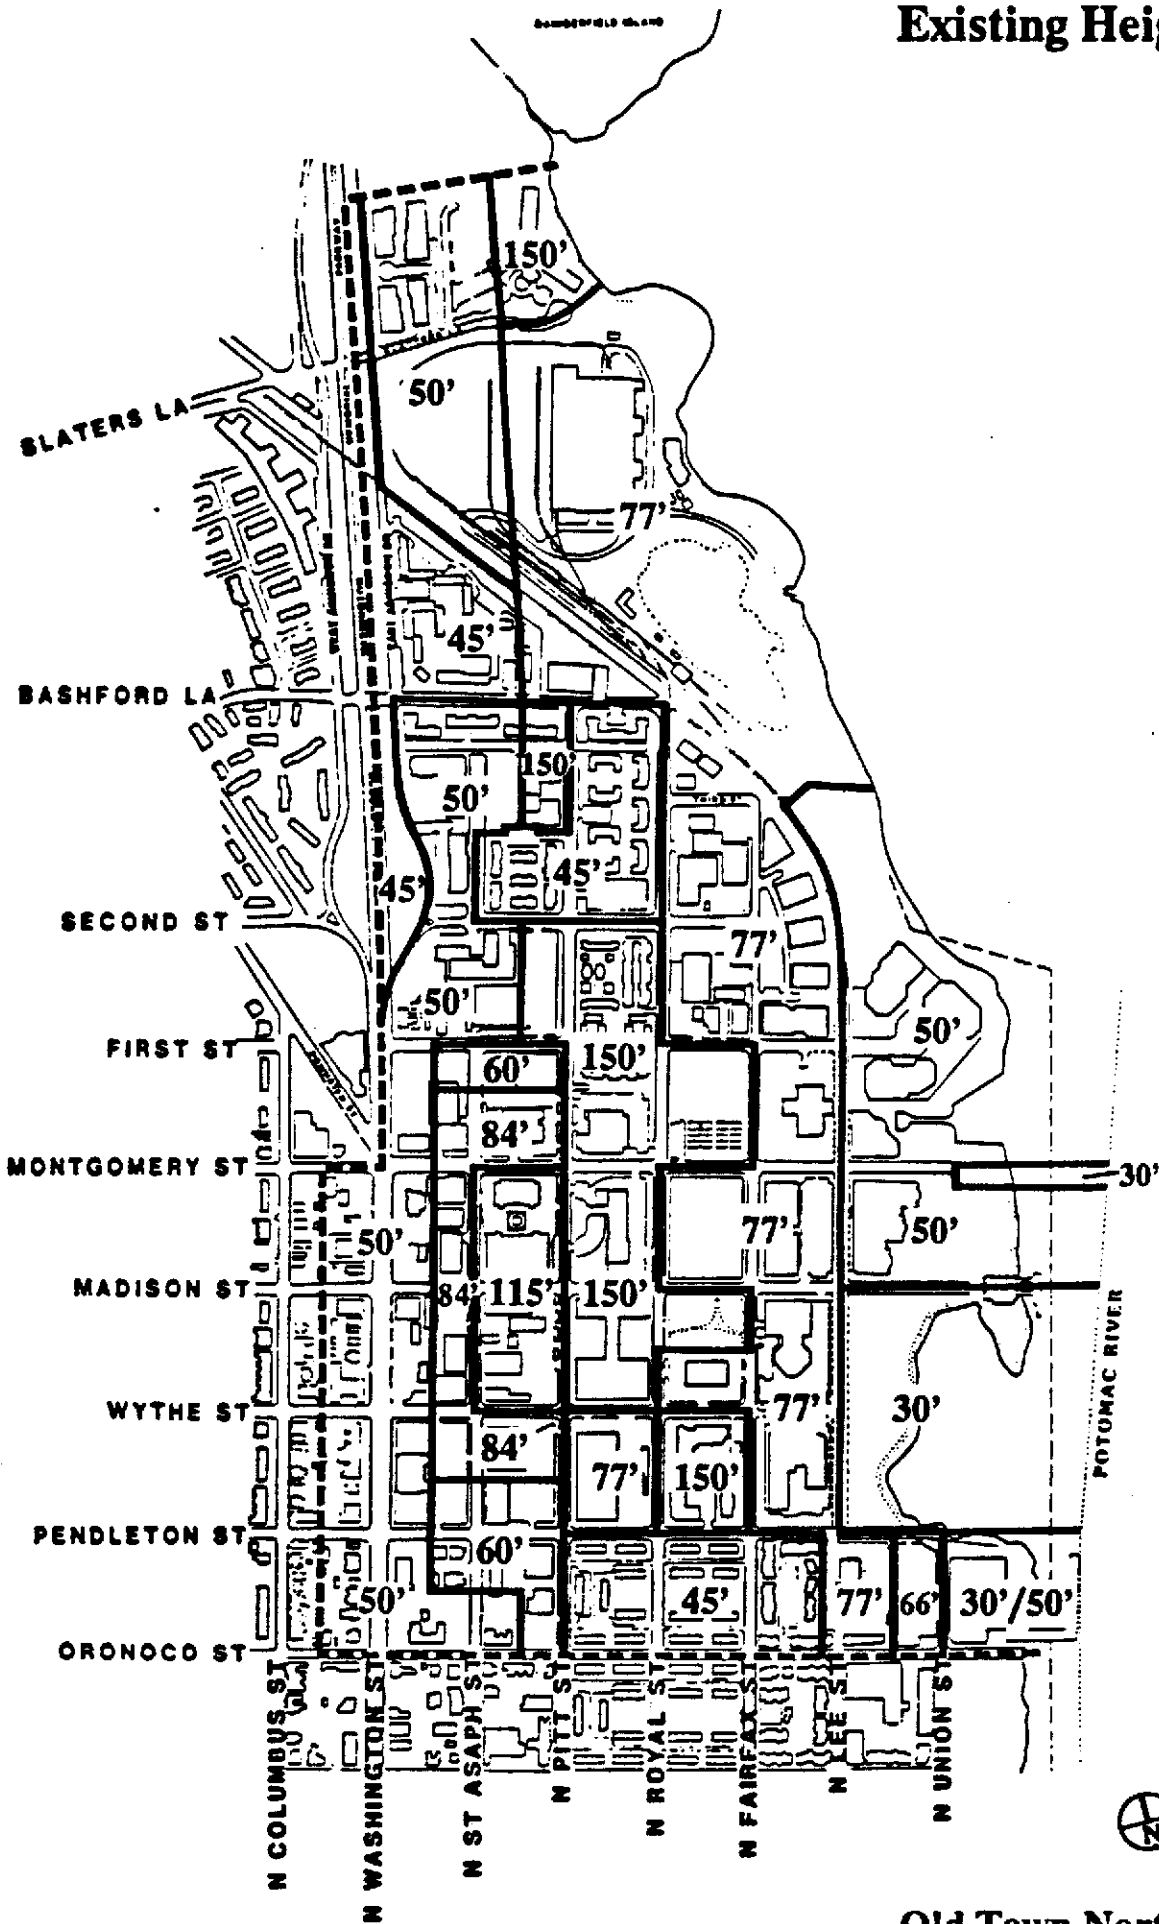 Existing Heig
150'
50'
SLATERS LA
77'
45'
BASHFORD LA
150'
50'
45'
45'
SECOND ST
77'
50'
50'
FIRST ST
150'
60'
84'
MONTGOMERY ST
30'
50'
77'
50'
MADISON ST
84'
115'
150'
POTOMAC RIVER
WYTHE ST
77'
30'
84'
77'
150'
PENDLETON ST
60'
50'
45'
77'
66'
30'/50'
ORONOCO ST
N COLUMBUS ST
N WASHINGTON ST
N ST ASAPH ST
N PITT ST
N ROYAL ST
N FAIRFAX ST
N LEE ST
N UNION ST
N
Old Town Nort